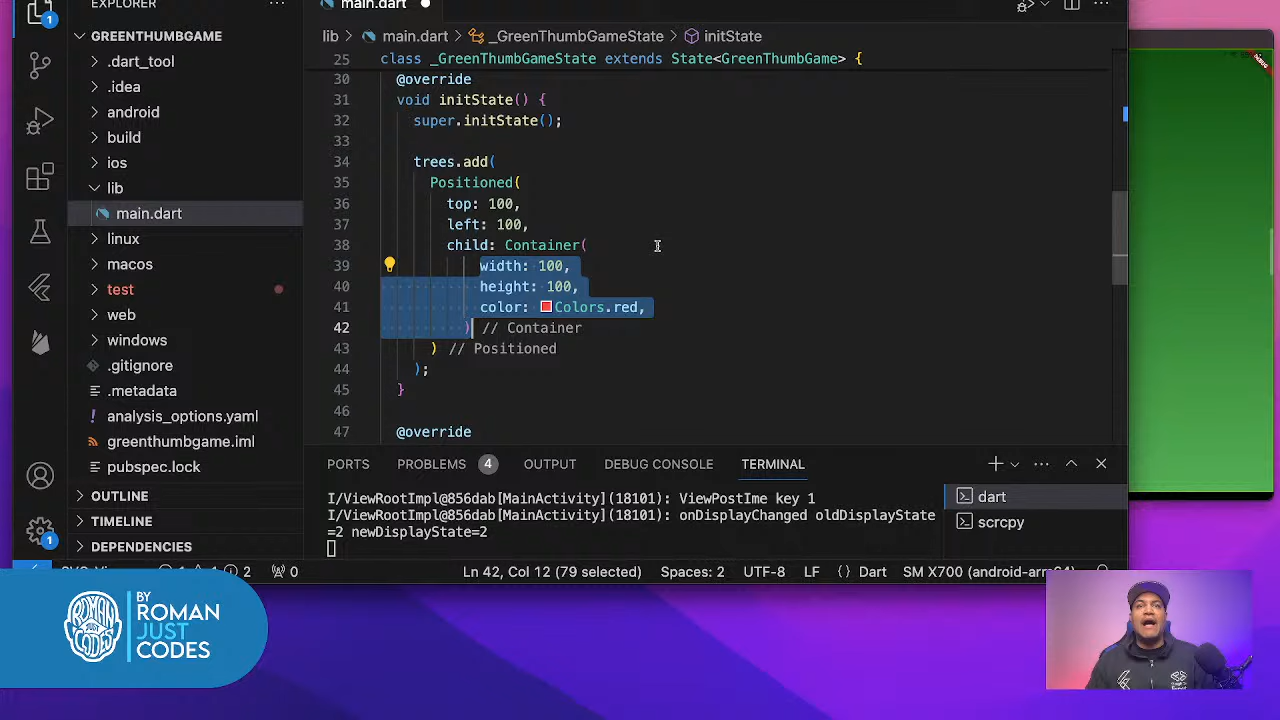 EXPLORER
main.dart
1
GREENTHUMBGAME
.dart_tool
.idea
android
build
ios
lib
main.dart
linux
macos
test
web
windows
.gitignore
.metadata
analysis_options.yaml
greenthumbgame.iml
pubspec.lock
OUTLINE
TIMELINE
DEPENDENCIES
1
lib > main.dart > _GreenThumbGameState > initState
25 class _GreenThumbGameState extends State<GreenThumbGame> {
30 @override
31 void initState() {
32 super.initState();
33
34 trees.add(
35 Positioned(
36 top: 100,
37 left: 100,
38 child: Container(
39 width: 100,
40 height: 100,
41 color: Colors.red,
42 ) // Container
43 ) // Positioned
44 );
45 }
46
47 @override
PORTS PROBLEMS 4 OUTPUT DEBUG CONSOLE TERMINAL
I/ViewRootImpl@856dab[MainActivity](18101): ViewPostIme key 1
I/ViewRootImpl@856dab[MainActivity](18101): onDisplayChanged oldDisplayState
=2 newDisplayState=2
dart
scrcpy
2 0 Ln 42, Col 12 (79 selected) Spaces: 2 UTF-8 LF {} Dart SM X700 (android-arm64)
BY
ROMAN
JUST
CODES